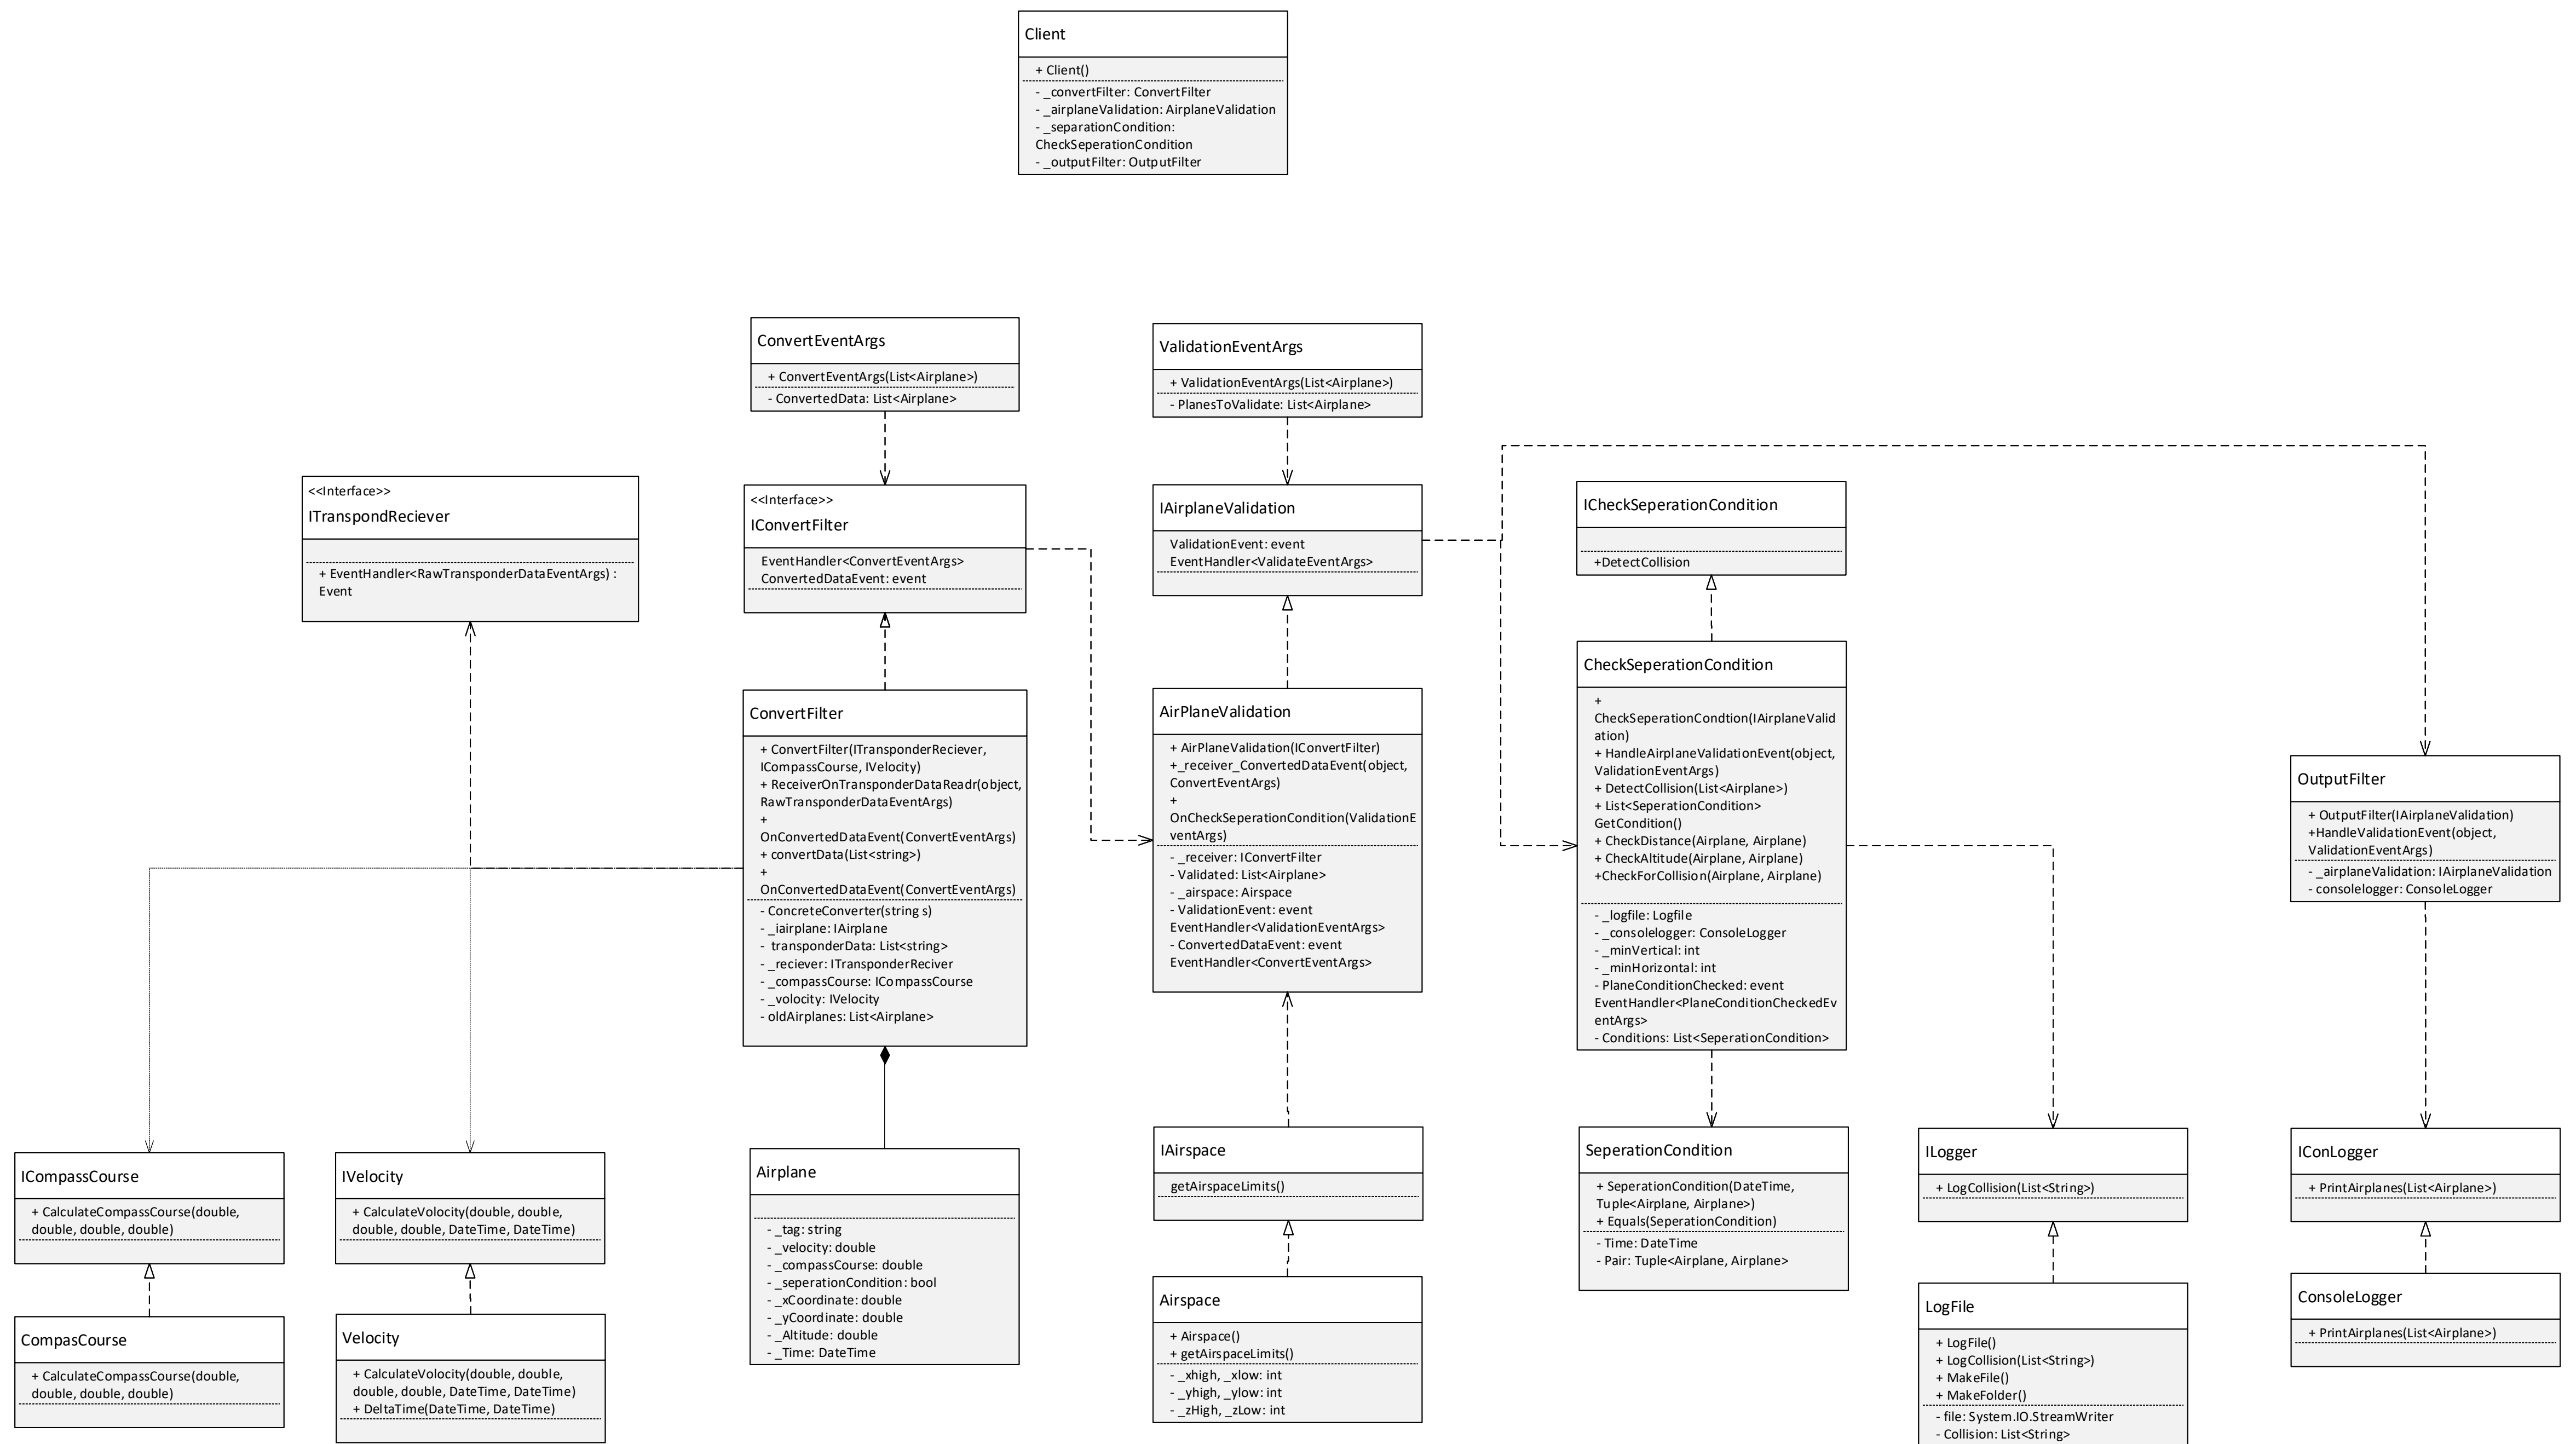 Client
+ Client()
- _convertFilter: ConvertFilter
- _airplaneValidation: AirplaneValidation
- _separationCondition:
CheckSeperationCondition
- _outputFilter: OutputFilter
ConvertEventArgs
+ ConvertEventArgs(List<Airplane>)
- ConvertedData: List<Airplane>
ValidationEventArgs
+ ValidationEventArgs(List<Airplane>)
- PlanesToValidate: List<Airplane>
<<Interface>>
ITranspondReciever
+ EventHandler<RawTransponderDataEventArgs) :
Event
<<Interface>>
IConvertFilter
EventHandler<ConvertEventArgs>
ConvertedDataEvent: event
IAirplaneValidation
ValidationEvent: event
EventHandler<ValidateEventArgs>
ICheckSeperationCondition
+DetectCollision
ConvertFilter
+ ConvertFilter(ITransponderReciever,
ICompassCourse, IVelocity)
+ ReceiverOnTransponderDataReadr(object,
RawTransponderDataEventArgs)
+
OnConvertedDataEvent(ConvertEventArgs)
+ convertData(List<string>)
+
OnConvertedDataEvent(ConvertEventArgs)
- ConcreteConverter(string s)
- _iairplane: IAirplane
- transponderData: List<string>
- _reciever: ITransponderReciver
- _compassCourse: ICompassCourse
- _volocity: IVelocity
- oldAirplanes: List<Airplane>
AirPlaneValidation
+ AirPlaneValidation(IConvertFilter)
+_receiver_ConvertedDataEvent(object,
ConvertEventArgs)
+
OnCheckSeperationCondition(ValidationE
ventArgs)
- _receiver: IConvertFilter
- Validated: List<Airplane>
- _airspace: Airspace
- ValidationEvent: event
EventHandler<ValidationEventArgs>
- ConvertedDataEvent: event
EventHandler<ConvertEventArgs>
CheckSeperationCondition
+
CheckSeperationCondtion(IAirplaneValid
ation)
+ HandleAirplaneValidationEvent(object,
ValidationEventArgs)
+ DetectCollision(List<Airplane>)
+ List<SeperationCondition>
GetCondition()
+ CheckDistance(Airplane, Airplane)
+ CheckAltitude(Airplane, Airplane)
+CheckForCollision(Airplane, Airplane)
- _logfile: Logfile
- _consolelogger: ConsoleLogger
- _minVertical: int
- _minHorizontal: int
- PlaneConditionChecked: event
EventHandler<PlaneConditionCheckedEv
entArgs>
- Conditions: List<SeperationCondition>
OutputFilter
+ OutputFilter(IAirplaneValidation)
+HandleValidationEvent(object,
ValidationEventArgs)
- _airplaneValidation: IAirplaneValidation
- consolelogger: ConsoleLogger
ICompassCourse
+ CalculateCompassCourse(double,
double, double, double)
IVelocity
+ CalculateVolocity(double, double,
double, double, DateTime, DateTime)
Airplane
- _tag: string
- _velocity: double
- _compassCourse: double
- _seperationCondition: bool
- _xCoordinate: double
- _yCoordinate: double
- _Altitude: double
- _Time: DateTime
IAirspace
getAirspaceLimits()
SeperationCondition
+ SeperationCondition(DateTime,
Tuple<Airplane, Airplane>)
+ Equals(SeperationCondition)
- Time: DateTime
- Pair: Tuple<Airplane, Airplane>
ILogger
+ LogCollision(List<String>)
IConLogger
+ PrintAirplanes(List<Airplane>)
CompasCourse
+ CalculateCompassCourse(double,
double, double, double)
Velocity
+ CalculateVolocity(double, double,
double, double, DateTime, DateTime)
+ DeltaTime(DateTime, DateTime)
Airspace
+ Airspace()
+ getAirspaceLimits()
- _xhigh, _xlow: int
- _yhigh, _ylow: int
- _zHigh, _zLow: int
LogFile
+ LogFile()
+ LogCollision(List<String>)
+ MakeFile()
+ MakeFolder()
- file: System.IO.StreamWriter
- Collision: List<String>
ConsoleLogger
+ PrintAirplanes(List<Airplane>)